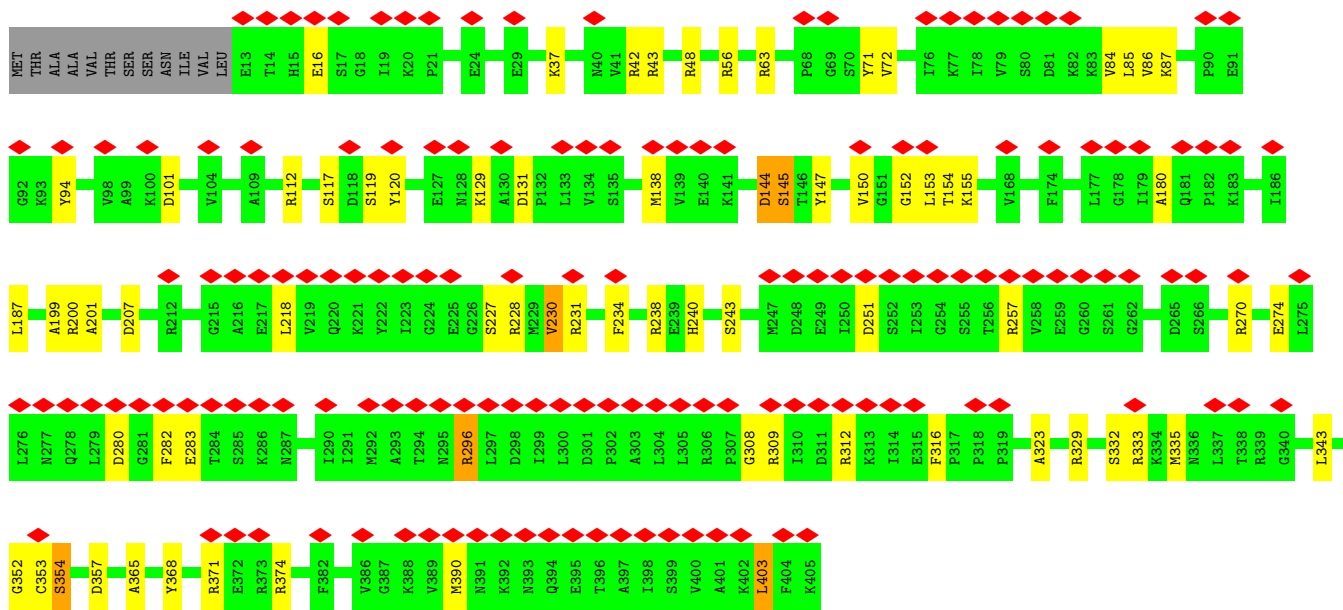 MET THR ALA ALA VAL THR SER SER ASN ILE VAL LEU E13 T14 H15 E16 S17 G18 I19 K20 P21 E24 E29 K37 N40 V41 R42 R43 R48 R56 R63 P68 G69 S70 Y71 V72 I76 K77 I78 V79 S80 D81 K82 K83 V84 L85 V86 K87 P90 E91
G92 K93 Y94 V98 A99 K100 D101 V104 A109 R112 S117 D118 S119 Y120 E127 N128 K129 A130 D131 P132 L133 V134 S135 M138 V139 E140 K141 D144 S145 T146 Y147 V150 G151 G152 L153 T154 K155 V168 F174 L177 G178 I179 A180 Q181 P182 K183 I186
L187 A199 R200 A201 D207 R212 G215 A216 E217 L218 V219 Q220 K221 Y222 I223 G224 E225 G226 S227 R228 M229 V230 R231 F234 R238 E239 H240 S243 M247 D248 E249 I250 D251 S252 I253 G254 S255 T256 R257 V258 E259 G260 S261 G262 D265 S266 R270 E274 L275
L276 N277 Q278 L279 D280 G281 F282 E283 T284 S285 K286 N287 I290 I291 M292 A293 T294 N295 R296 L297 D298 I299 L300 D301 P302 A303 L304 L305 R306 P307 G308 R309 I310 D311 R312 K313 I314 E315 F316 P317 P318 P319 A323 R329 S332 R333 K334 M335 N336 L337 T338 R339 G340 L343
G352 C353 S354 D357 A365 Y368 R371 E372 R373 R374 F382 V386 G387 K388 V389 M390 N391 K392 N393 Q394 E395 T396 A397 I398 S399 V400 A401 K402 L403 F404 K405